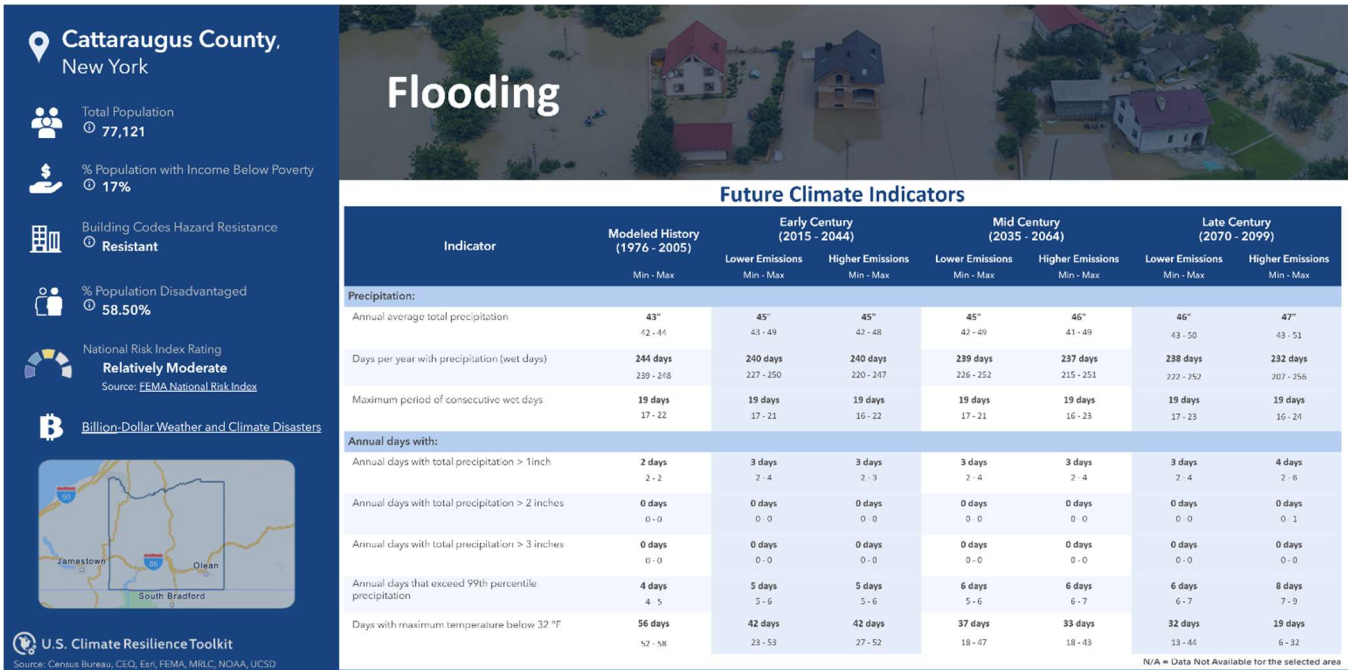 Cattaraugus County,
New York
Total Population
77,121
% Population with Income Below Poverty
17%
Building Codes Hazard Resistance
Resistant
% Population Disadvantaged
58.50%
National Risk Index Rating
Relatively Moderate
Source: FEMA National Risk Index
Billion-Dollar Weather and Climate Disasters
90
Jamestown
86
Olean
South Bradford
U.S. Climate Resilience Toolkit
Source: Census Bureau, CEQ, Esri, FEMA, MRLC, NOAA, UCSD
Flooding
Future Climate Indicators
Indicator
Modeled History
(1976 - 2005)
Early Century
(2015 - 2044)
Mid Century
(2035 - 2064)
Late Century
(2070 - 2099)
Lower Emissions Higher Emissions Lower Emissions Higher Emissions Lower Emissions Higher Emissions
Min - Max Min - Max Min - Max Min - Max Min - Max Min - Max Min - Max
Precipitation:
Annual average total precipitation 43" 45" 45" 45" 46" 46" 47"
42 - 44 43 - 49 42 - 48 42 - 49 41 - 49 43 - 50 43 - 51
Days per year with precipitation (wet days) 244 days 240 days 240 days 239 days 237 days 238 days 232 days
239 - 248 227 - 250 220 - 247 226 - 252 215 - 251 222 - 252 207 - 256
Maximum period of consecutive wet days 19 days 19 days 19 days 19 days 19 days 19 days 19 days
17 - 22 17 - 21 16 - 22 17 - 21 16 - 23 17 - 23 16 - 24
Annual days with:
Annual days with total precipitation > 1inch 2 days 3 days 3 days 3 days 3 days 3 days 4 days
2 - 2 2 - 4 2 - 3 2 - 4 2 - 4 2 - 4 2 - 6
Annual days with total precipitation > 2 inches 0 days 0 days 0 days 0 days 0 days 0 days 0 days
0 - 0 0 - 0 0 - 0 0 - 0 0 - 0 0 - 0 0 - 1
Annual days with total precipitation > 3 inches 0 days 0 days 0 days 0 days 0 days 0 days 0 days
0 - 0 0 - 0 0 - 0 0 - 0 0 - 0 0 - 0 0 - 0
Annual days that exceed 99th percentile
precipitation 4 days 5 days 5 days 6 days 6 days 6 days 8 days
4 - 5 5 - 6 5 - 6 5 - 6 6 - 7 6 - 7 7 - 9
Days with maximum temperature below 32 °F 56 days 42 days 42 days 37 days 33 days 32 days 19 days
52 - 58 23 - 53 27 - 52 18 - 47 18 - 43 13 - 44 6 - 32
N/A = Data Not Available for the selected area